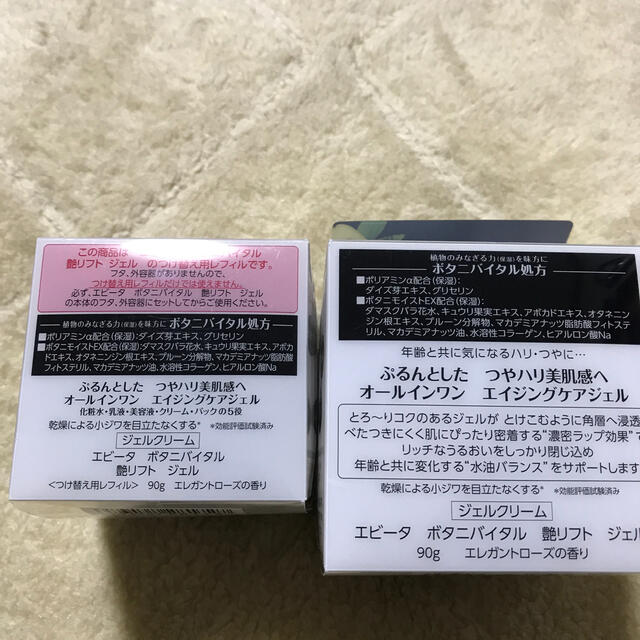 この商品は バイタル
艶リフト ジェル のつけ替え用レフィルです。
フタ、外容器がありませんので、
つけ替え用レフィルだけでは使えません。
必ず、エビータ ボタニバイタル 艶リフト ジェル
の本体のフタ、外容器にセットしてからご使用ください。
植物のみなぎる力(保湿)を味方に ボタニバイタル処方
■ポリアミンα配合(保湿):ダイズ芽エキス、グリセリン
■ボタニモイストEX配合(保湿):ダマスクバラ花水、キュウリ果実エキス、アボカ
ドエキス、オタネニンジン根エキス、プルーン分解物、マカデミアナッツ脂肪酸
フィトステリル、マカデミアナッツ油、水溶性コラーゲン、ヒアルロン酸Na
ぷるんとした つやハリ美肌感へ
オールインワン エイジングケアジェル
化粧水・乳液・美容液・クリーム・パックの5役
乾燥による小ジワを目立たなくする* *効能評価試験済み
ジェルクリーム
エビータ ボタニバイタル
艶リフト ジェル
<つけ替え用レフィル> 90g エレガントローズの香り
植物のみなぎる力(保湿)を味方に
ボタニバイタル処方
■ポリアミンα配合(保湿):
ダイズ芽エキス、グリセリン
■ボタニモイストEX配合(保湿):
ダマスクバラ花水、キュウリ果実エキス、アボカドエキス、オタネニン
ジン根エキス、プルーン分解物、マカデミアナッツ脂肪酸フィトステ
リル、マカデミアナッツ油、水溶性コラーゲン、ヒアルロン酸Na
年齢と共に気になるハリ・つやに…
ぷるんとした つやハリ美肌感へ
オールインワン エイジングケアジェル
とろ～りコクのあるジェルが とけこむように角層へ浸透
べたつきにくく肌にぴったり密着する"濃密ラップ効果"で
リッチなうるおいをしっかり閉じ込め
年齢と共に変化する"水油バランス"をサポートします
乾燥による小ジワを目立たなくする* *効能評価試験済み
ジェルクリーム
エビータ ボタニバイタル 艶リフト ジェル
90g エレガントローズの香り